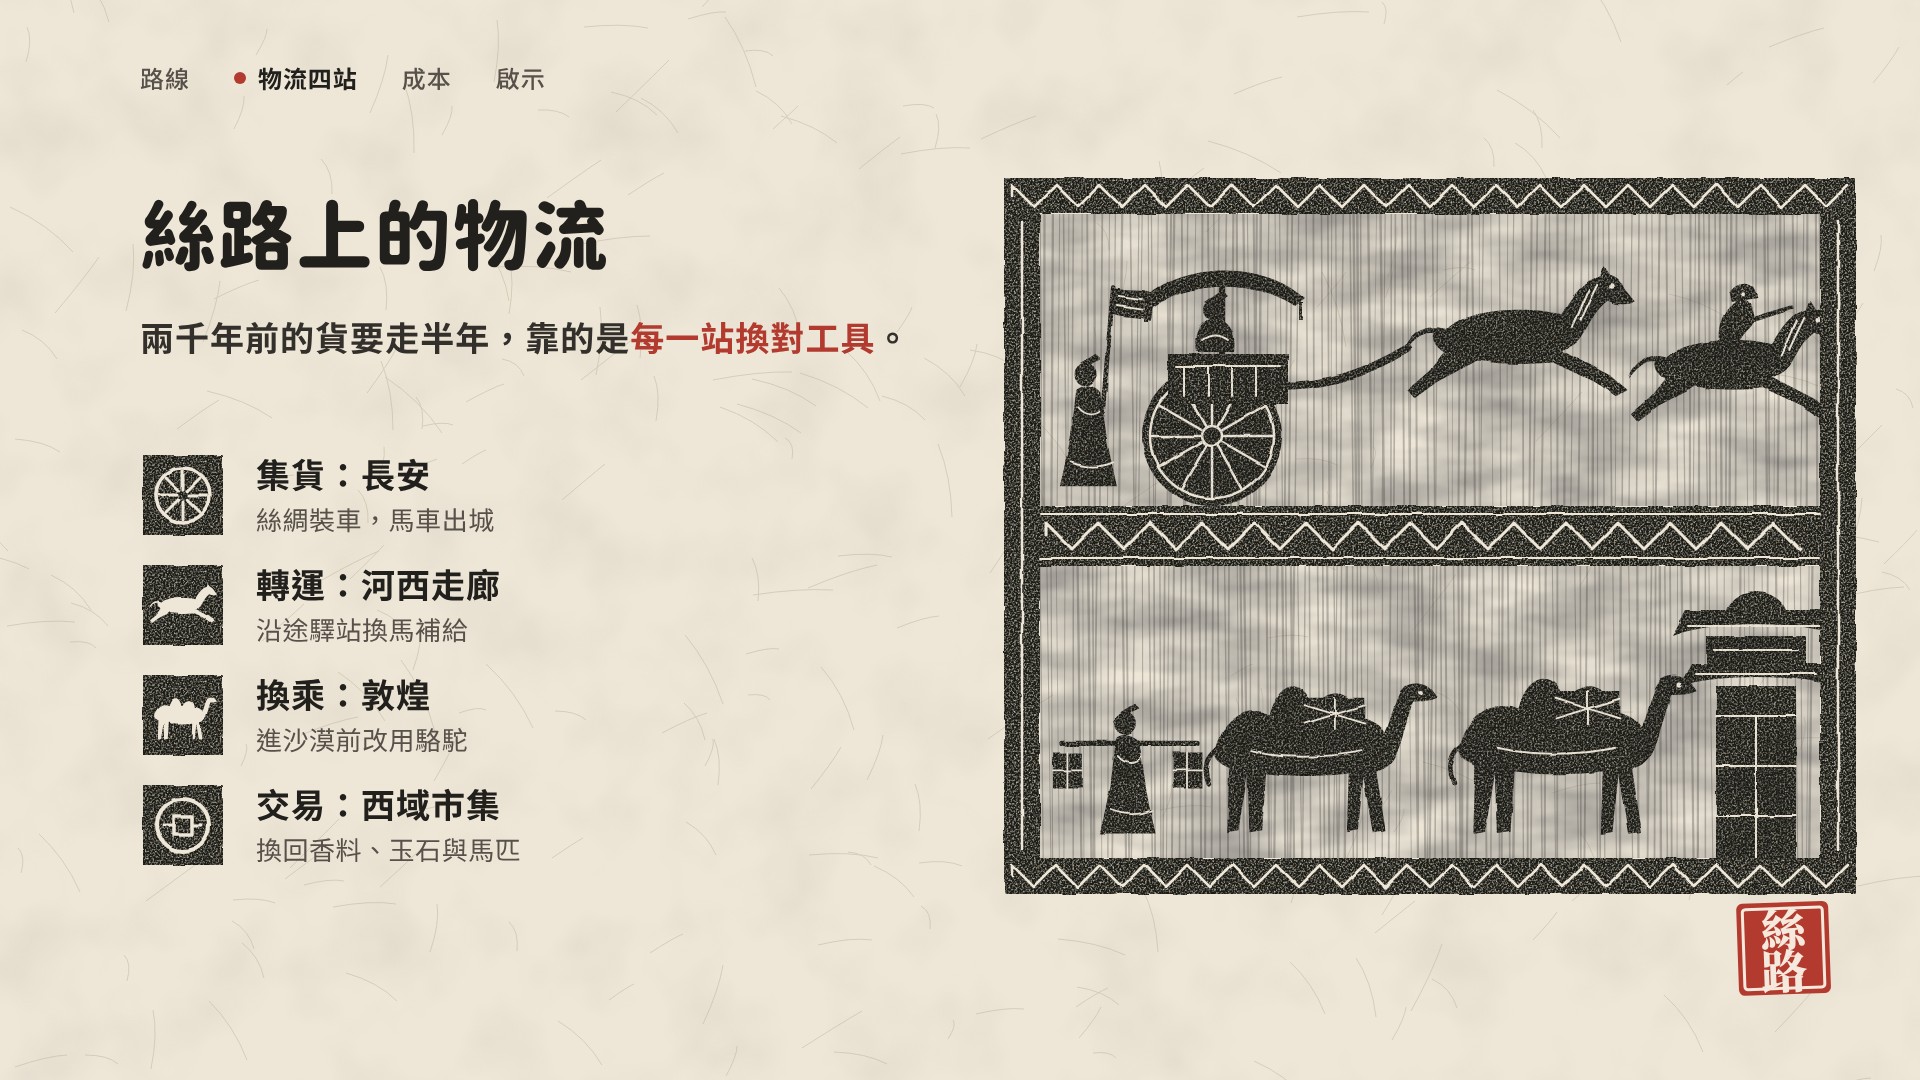 路線 物流四站 成本 啟示
絲路上的物流
兩千年前的貨要走半年，靠的是每一站換對工具。
集貨：長安
絲綢裝車，馬車出城
轉運：河西走廊
沿途驛站換馬補給
換乘：敦煌
進沙漠前改用駱駝
交易：西域市集
換回香料、玉石與馬匹
絲路